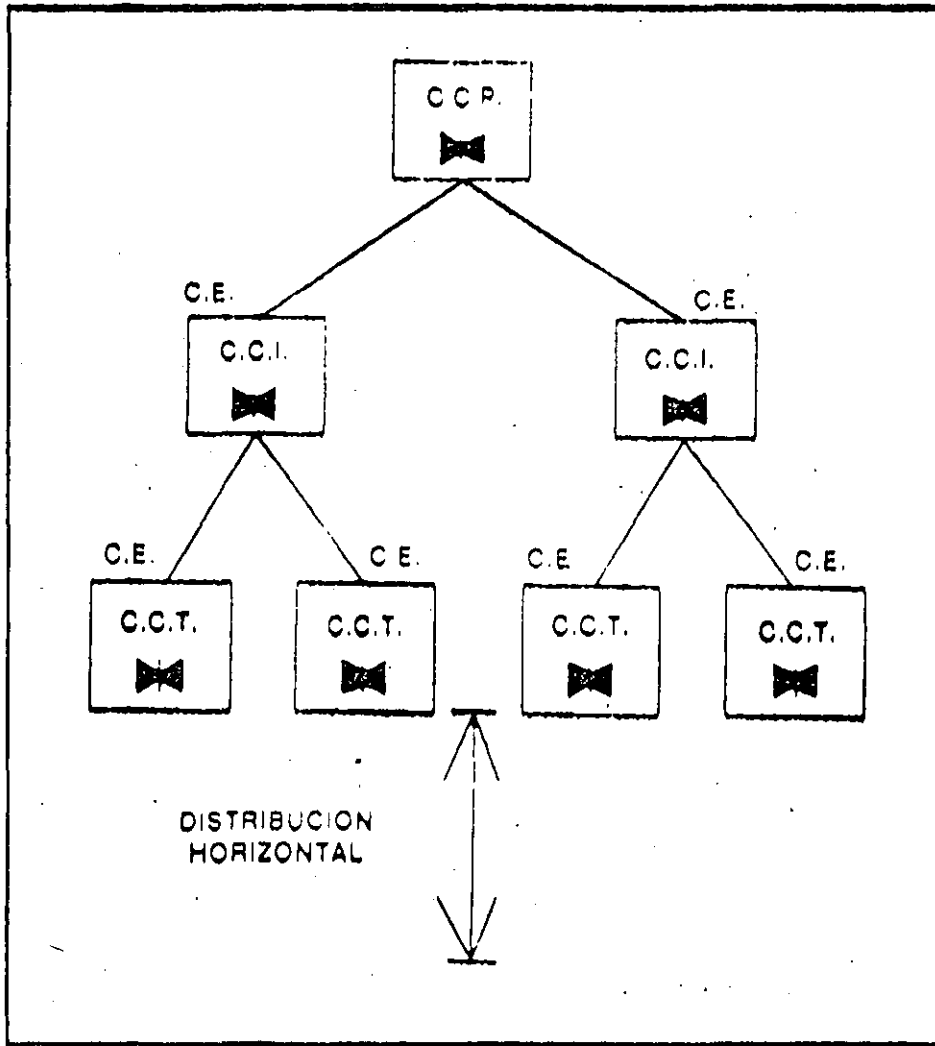 C C P.
C.E.
C.E.
C.C.I.
C.C.I.
C.E.
C E.
C.E
C.E.
C.C.T.
C.C.T.
C.C.T.
C.C.T.
DISTRIBUCION
HORIZONTAL